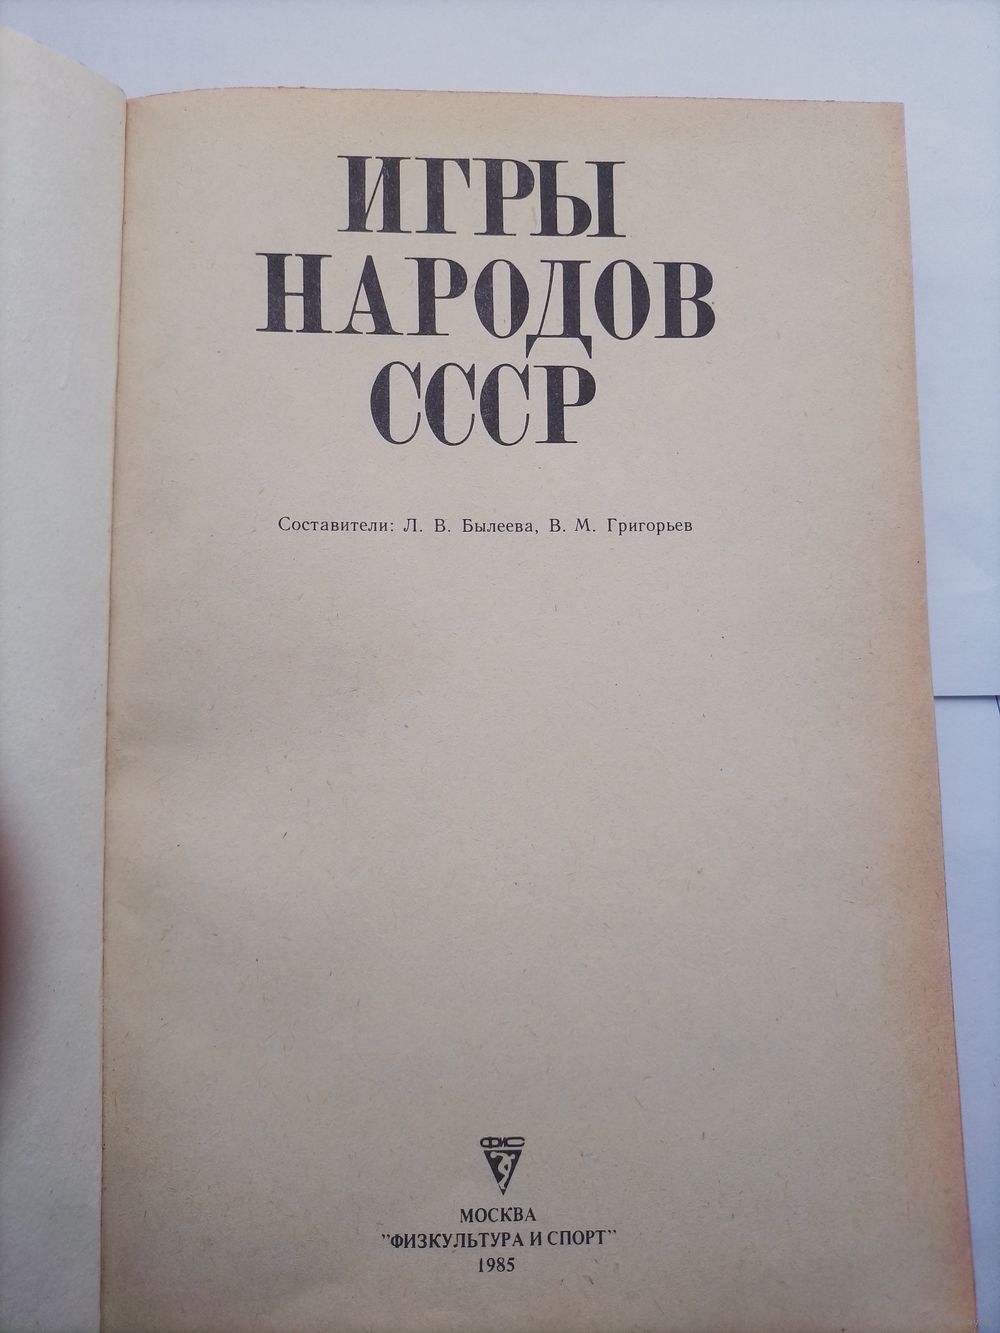 ИГРЫ
НАРОДОВ
СССР
Составители: Л. В. Былеева, В. М. Григорьев
ФиС
МОСКВА
"ФИЗКУЛЬТУРА И СПОРТ"
1985